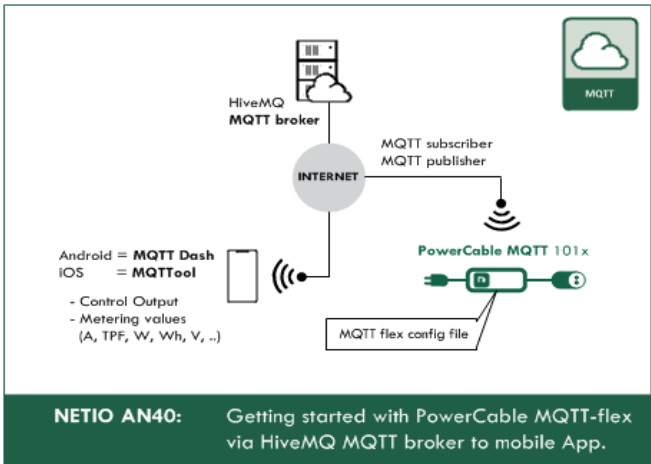 HiveMQ
MQTT broker
MQTT
MQTT subscriber
MQTT publisher
INTERNET
Android = MQTT Dash
iOS = MQTTool
- Control Output
- Metering values
(A, TPF, W, Wh, V, ..)
PowerCable MQTT 101x
MQTT flex config file
NETIO AN40: Getting started with PowerCable MQTT-flex
via HiveMQ MQTT broker to mobile App.